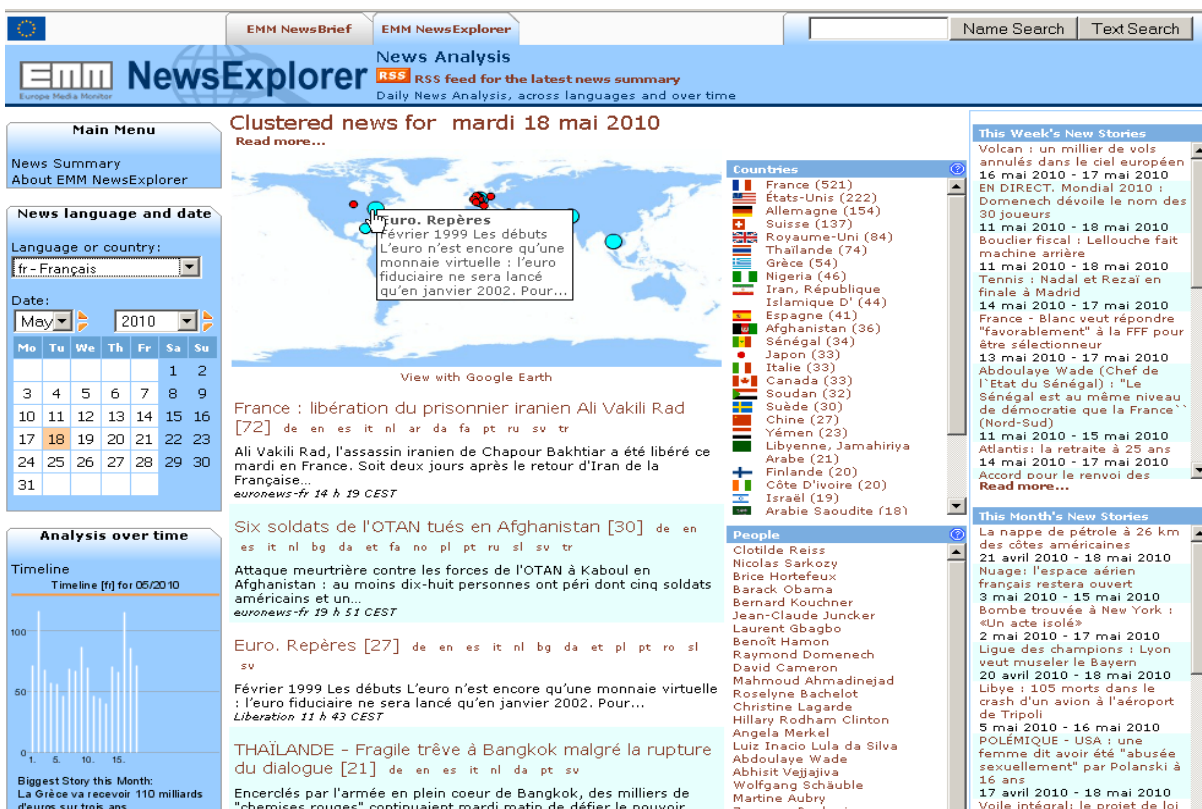 EMM NewsBrief
EMM NewsExplorer
Name Search
Text Search
EMM
Europe Media Monitor
NewsExplorer
News Analysis
RSS RSS feed for the latest news summary
Daily News Analysis, across languages and over time
Main Menu
News Summary
About EMM NewsExplorer
News language and date
Language or country:
fr - Français
Date:
May
2010
Mo Tu We Th Fr Sa Su
1 2
3 4 5 6 7 8 9
10 11 12 13 14 15 16
17 18 19 20 21 22 23
24 25 26 27 28 29 30
31
Analysis over time
Timeline
Timeline [fr] for 05/2010
100
50
0
1. 5. 10. 15.
Biggest Story this Month:
La Grèce va recevoir 110 milliards
d'euros sur trois ans
Clustered news for mardi 18 mai 2010
Read more...
Euro. Repères
Février 1999 Les débuts
L'euro n'est encore qu'une
monnaie virtuelle : l'euro
fiduciaire ne sera lancé
qu'en janvier 2002. Pour...
View with Google Earth
France : libération du prisonnier iranien Ali Vakili Rad
[72] de en es it nl ar da fa pt ru sv tr
Ali Vakili Rad, l'assassin iranien de Chapour Bakhtiar a été libéré ce
mardi en France. Soit deux jours après le retour d'Iran de la
Française...
euronews-fr 14 h 19 CEST
Six soldats de l'OTAN tués en Afghanistan [30] de en
es it nl bg da et fa no pl pt ru sl sv tr
Attaque meurtrière contre les forces de l'OTAN à Kaboul en
Afghanistan : au moins dix-huit personnes ont péri dont cinq soldats
américains et un...
euronews-fr 19 h 51 CEST
Euro. Repères [27] de en es it nl bg da et pl pt ro sl
sv
Février 1999 Les débuts L'euro n'est encore qu'une monnaie virtuelle
: l'euro fiduciaire ne sera lancé qu'en janvier 2002. Pour...
Liberation 11 h 43 CEST
THAÏLANDE - Fragile trêve à Bangkok malgré la rupture
du dialogue [21] de en es it nl da pt sv
Encerclés par l'armée en plein coeur de Bangkok, des milliers de
"chemises rouges" continuaient mardi matin de défier le pouvoir
Countries
France (521)
États-Unis (222)
Allemagne (154)
Suisse (137)
Royaume-Uni (84)
Thaïlande (74)
Grèce (54)
Nigeria (46)
Iran, République
Islamique D' (44)
Espagne (41)
Afghanistan (36)
Sénégal (34)
Japon (33)
Italie (33)
Canada (33)
Soudan (32)
Suède (30)
Chine (27)
Yémen (23)
Libyenne, Jamahiriya
Arabe (21)
Finlande (20)
Côte D'ivoire (20)
Israël (19)
Arabie Saoudite (18)
People
Clotilde Reiss
Nicolas Sarkozy
Brice Hortefeux
Barack Obama
Bernard Kouchner
Jean-Claude Juncker
Laurent Gbagbo
Benoît Hamon
Raymond Domenech
David Cameron
Mahmoud Ahmadinejad
Roselyne Bachelot
Christine Lagarde
Hillary Rodham Clinton
Angela Merkel
Luiz Inacio Lula da Silva
Abdoulaye Wade
Abhisit Vejjajiva
Wolfgang Schäuble
Martine Aubry
This Week's New Stories
Volcan : un millier de vols
annulés dans le ciel européen
16 mai 2010 - 17 mai 2010
EN DIRECT. Mondial 2010 :
Domenech dévoile le nom des
30 joueurs
11 mai 2010 - 18 mai 2010
Bouclier fiscal : Lellouche fait
machine arrière
11 mai 2010 - 18 mai 2010
Tennis : Nadal et Rezaï en
finale à Madrid
14 mai 2010 - 17 mai 2010
France - Blanc veut répondre
"favorablement" à la FFF pour
être sélectionneur
13 mai 2010 - 17 mai 2010
Abdoulaye Wade (Chef de
l`Etat du Sénégal) : "Le
Sénégal est au même niveau
de démocratie que la France``
(Nord-Sud)
11 mai 2010 - 15 mai 2010
Atlantis: la retraite à 25 ans
14 mai 2010 - 17 mai 2010
Accord pour le renvoi des
Read more...
This Month's New Stories
La nappe de pétrole à 26 km
des côtes américaines
21 avril 2010 - 18 mai 2010
Nuage: l'espace aérien
français restera ouvert
3 mai 2010 - 15 mai 2010
Bombe trouvée à New York :
«Un acte isolé»
2 mai 2010 - 17 mai 2010
Ligue des champions : Lyon
veut museler le Bayern
20 avril 2010 - 18 mai 2010
Libye : 105 morts dans le
crash d'un avion à l'aéroport
de Tripoli
5 mai 2010 - 16 mai 2010
POLÉMIQUE - USA : une
femme dit avoir été "abusée
sexuellement" par Polanski à
16 ans
17 avril 2010 - 18 mai 2010
Voile intégral: le projet de loi